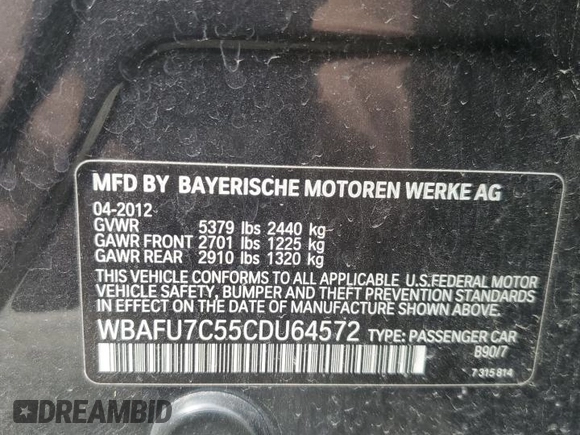 MFD BY BAYERISCHE MOTOREN WERKE AG
04-2012
GVWR 5379 lbs 2440 kg
GAWR FRONT 2701 lbs 1225 kg
GAWR REAR 2910 lbs 1320 kg
THIS VEHICLE CONFORMS TO ALL APPLICABLE U.S.FEDERAL MOTOR
VEHICLE SAFETY, BUMPER AND THEFT PREVENTION STANDARDS
IN EFFECT ON THE DATE OF MANUFACTURE SHOWN ABOVE.
WBAFU7C55CDU64572 TYPE: PASSENGER CAR
B90/7
7 315 814
DREAMBID